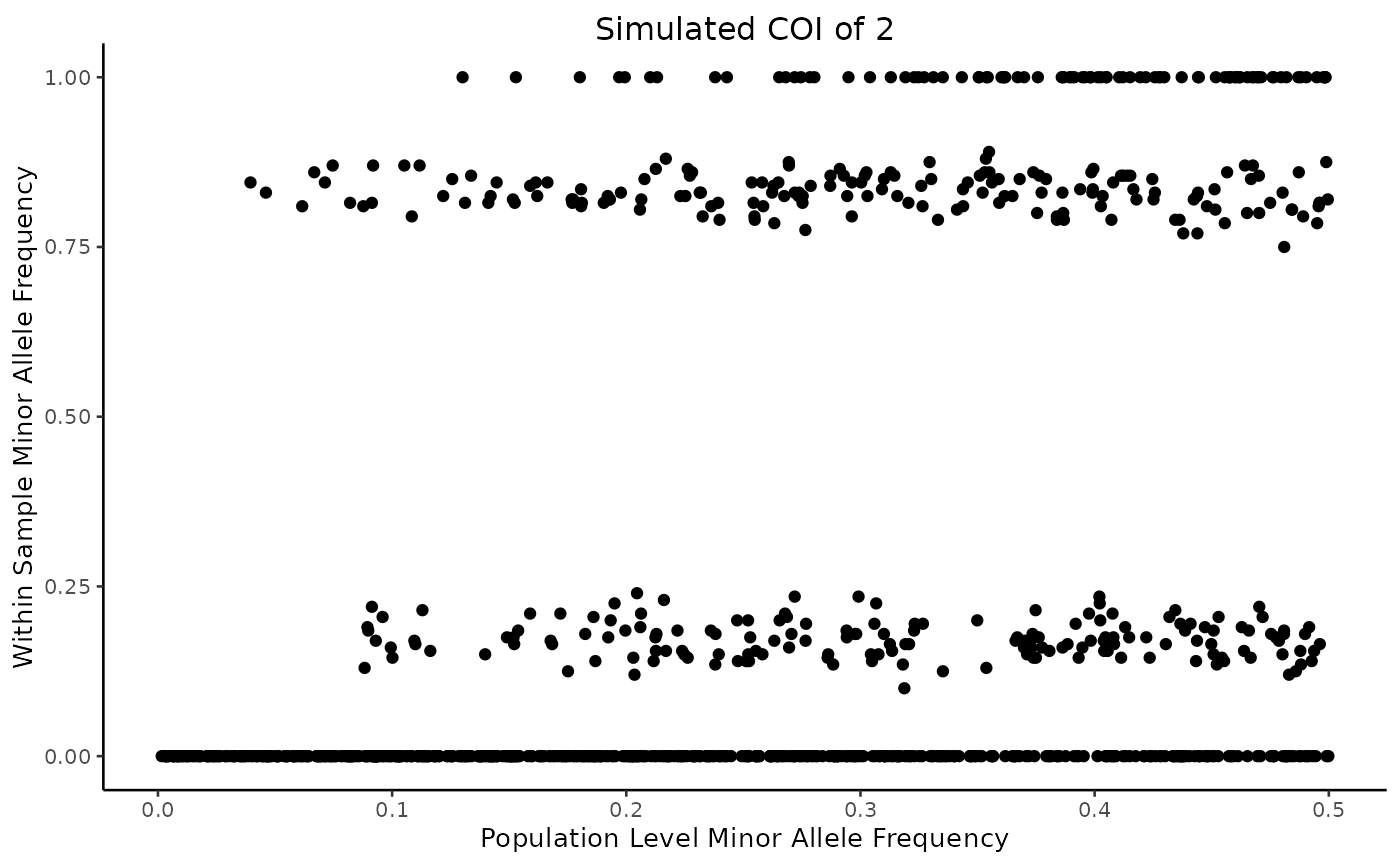 Simulated COI of 2
Within Sample Minor Allele Frequency
1.00
0.75
0.50
0.25
0.00
0.0 0.1 0.2 0.3 0.4 0.5
Population Level Minor Allele Frequency